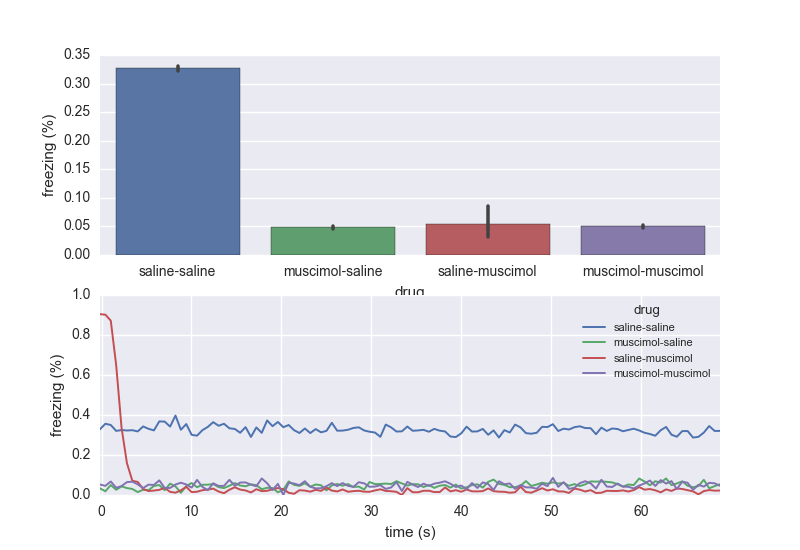 0.35
0.30
0.25
0.20
0.15
0.10
0.05
0.00
freezing (%)
saline-saline muscimol-saline saline-muscimol muscimol-muscimol
drug
1.0
0.8
0.6
0.4
0.2
0.0
freezing (%)
drug
saline-saline
muscimol-saline
saline-muscimol
muscimol-muscimol
0 10 20 30 40 50 60
time (s)